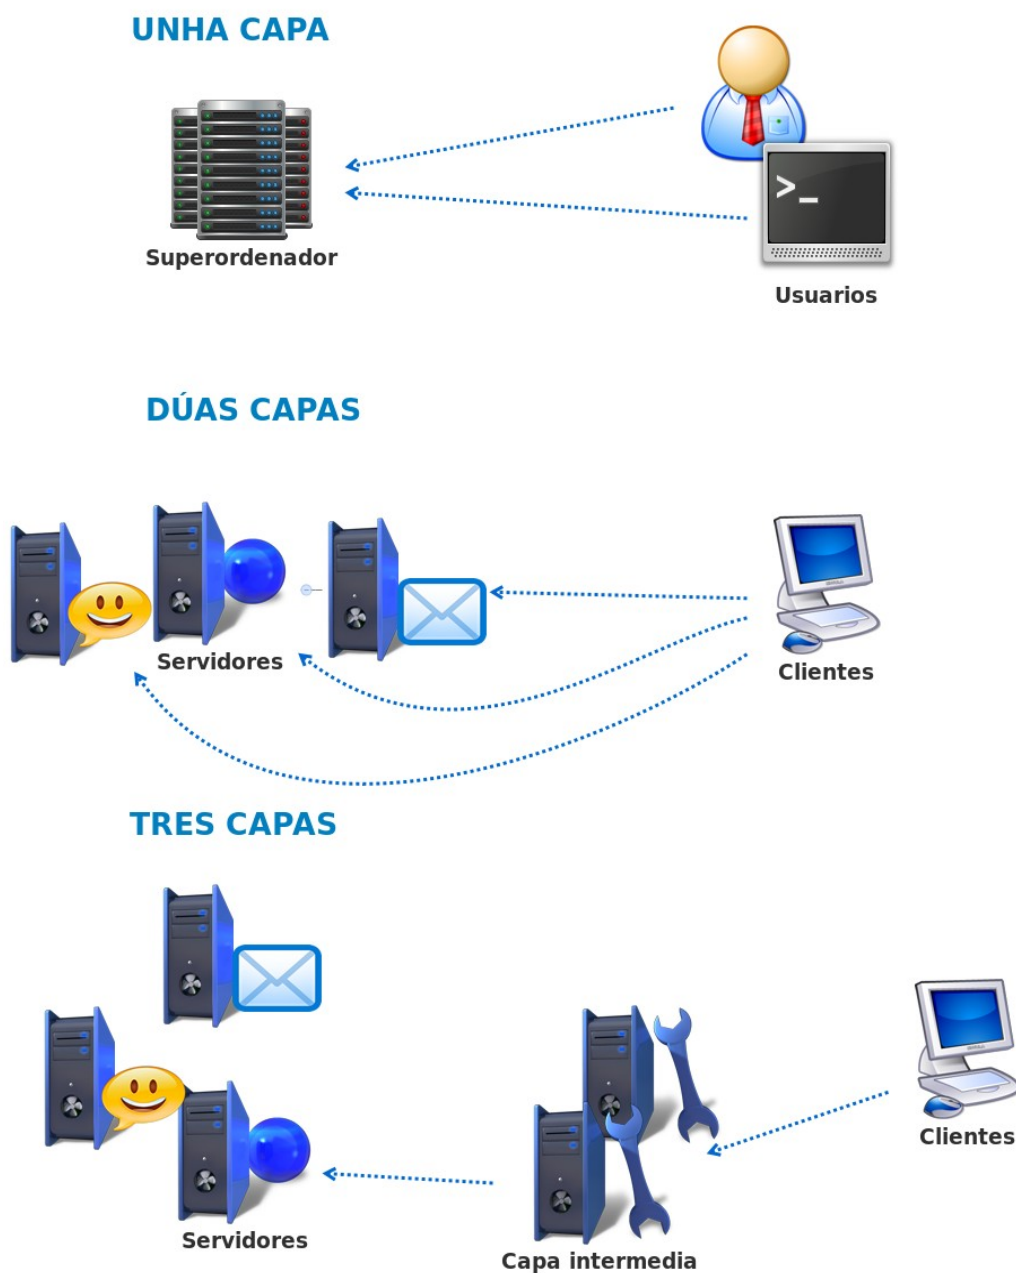 UNHA CAPA
>_
Superordenador
Usuarios
DÚAS CAPAS
Servidores
Clientes
TRES CAPAS
Clientes
Servidores
Capa intermedia